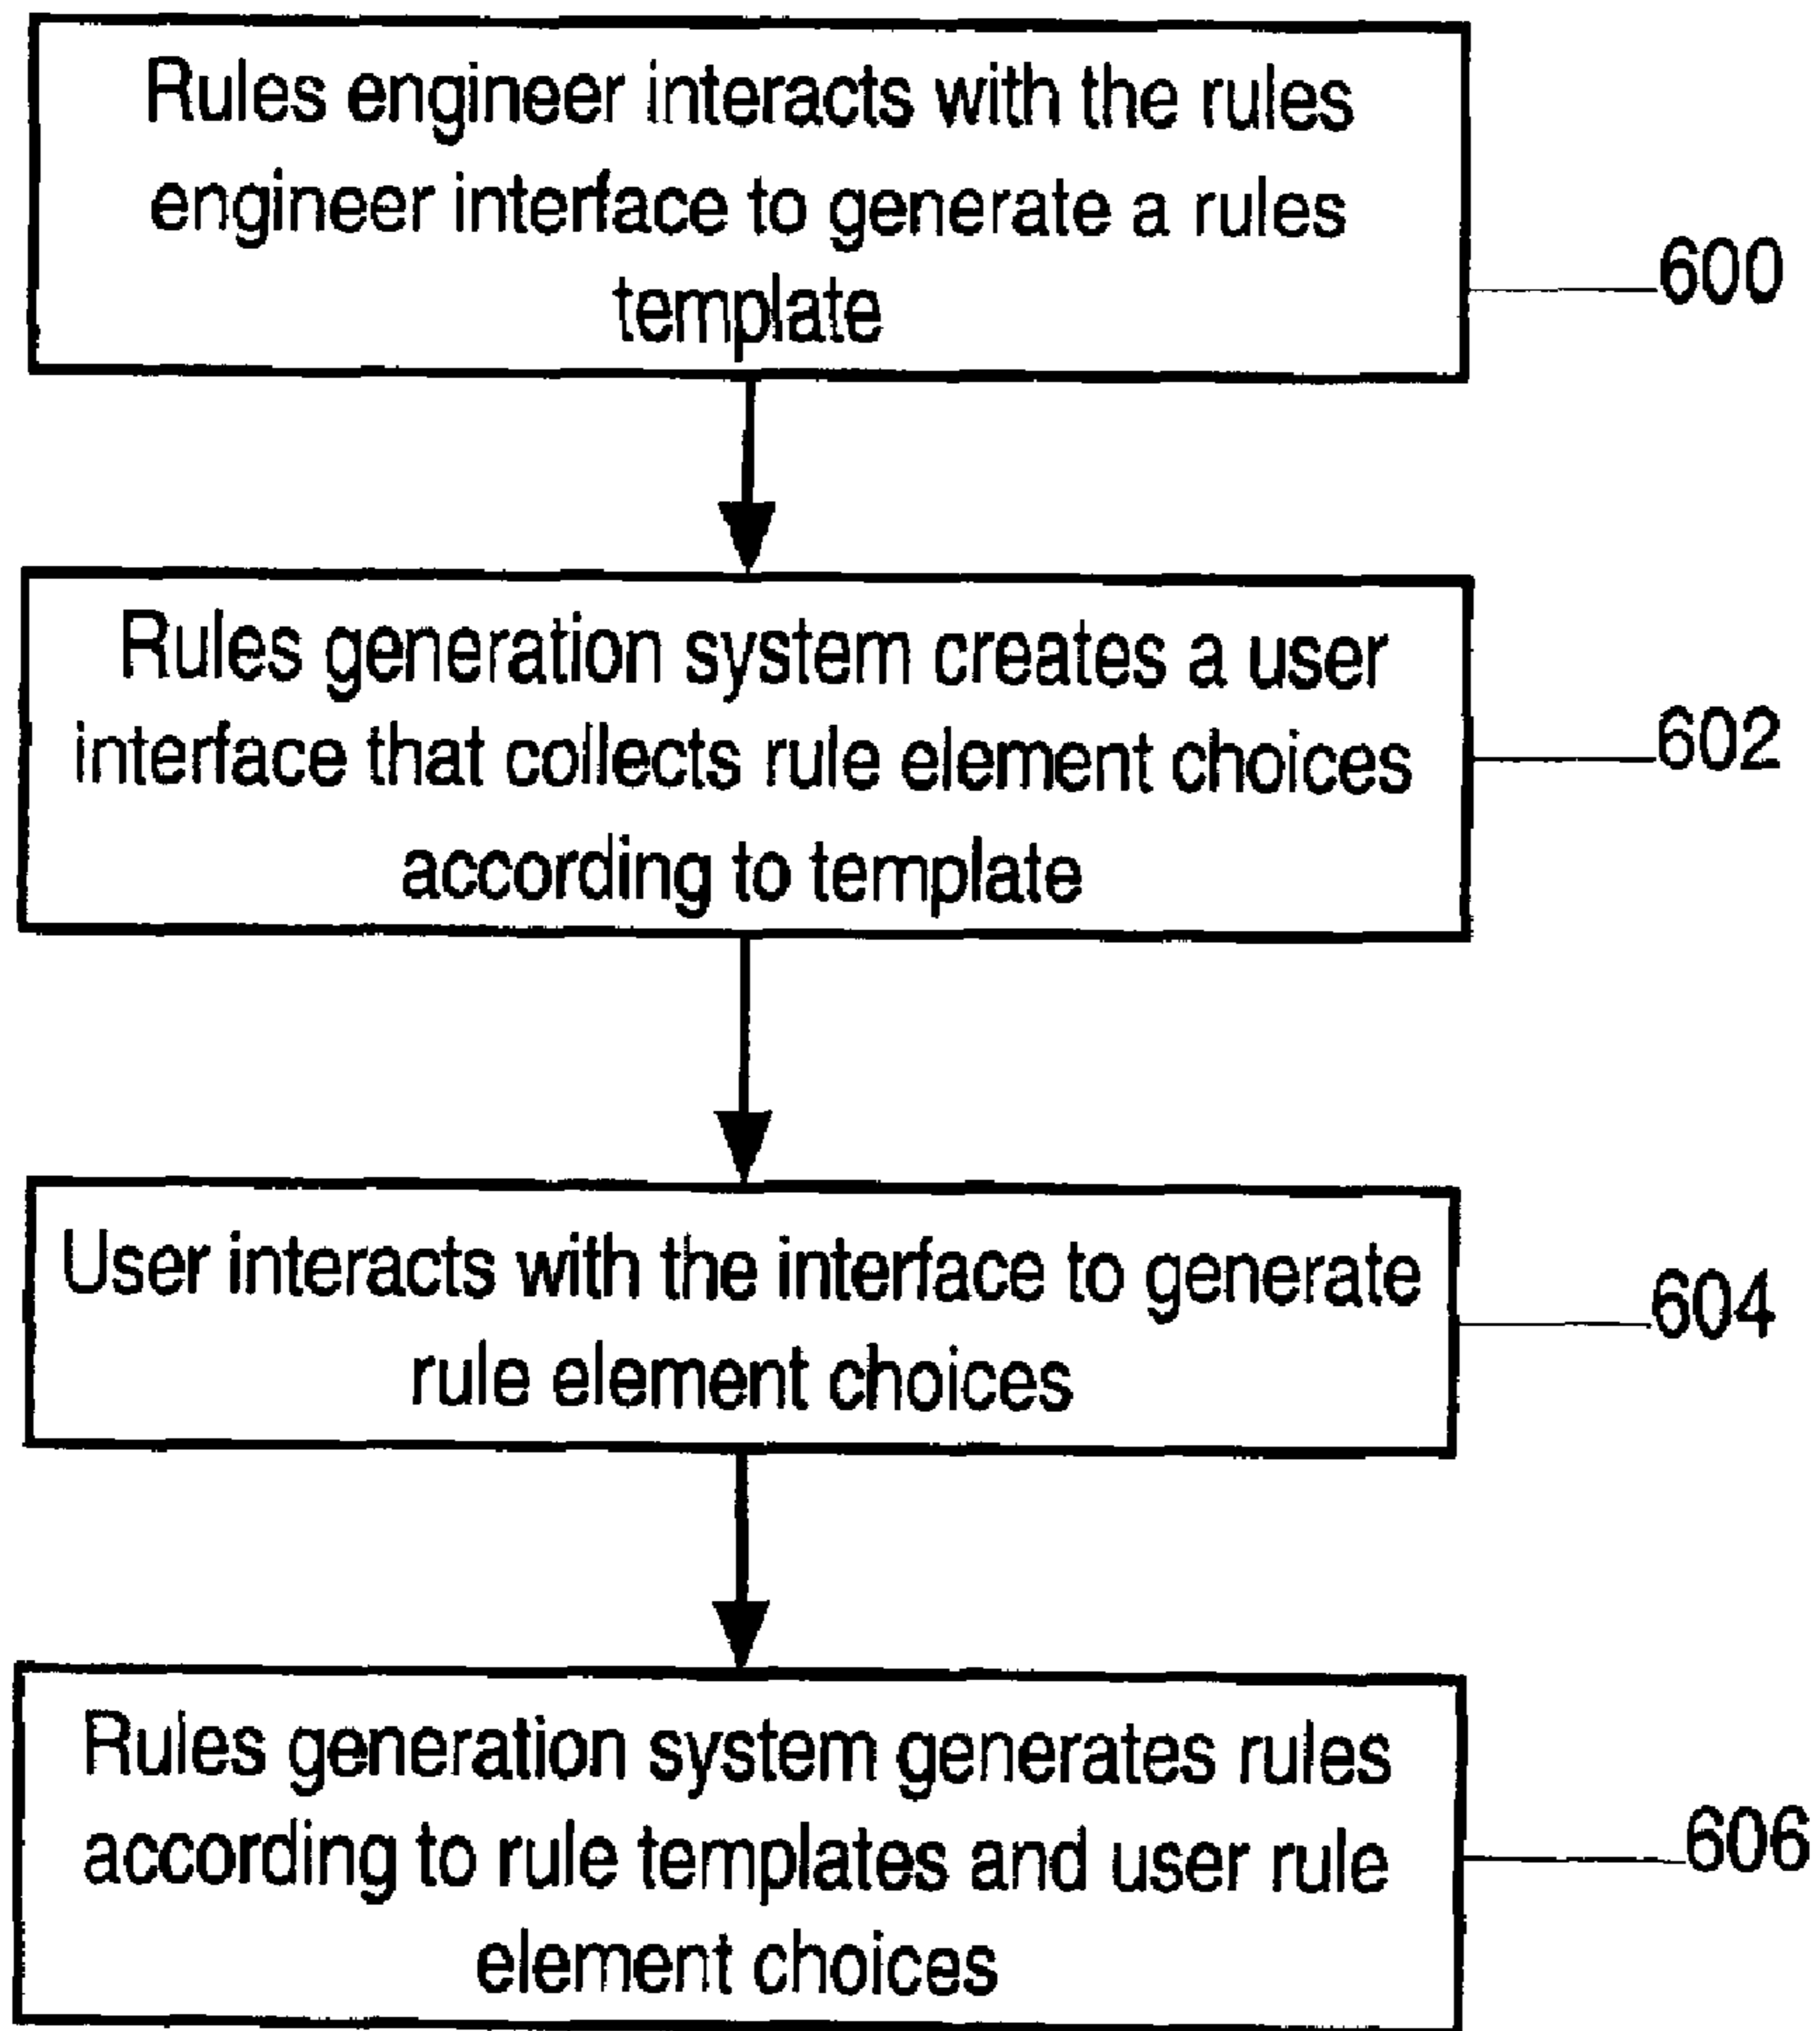 Rules engineer interacts with the rules
engineer interface to generate a rules
template
600
Rules generation system creates a user
interface that collects rule element choices
according to template
602
User interacts with the interface to generate
rule element choices
604
Rules generation system generates rules
according to rule templates and user rule
element choices
606